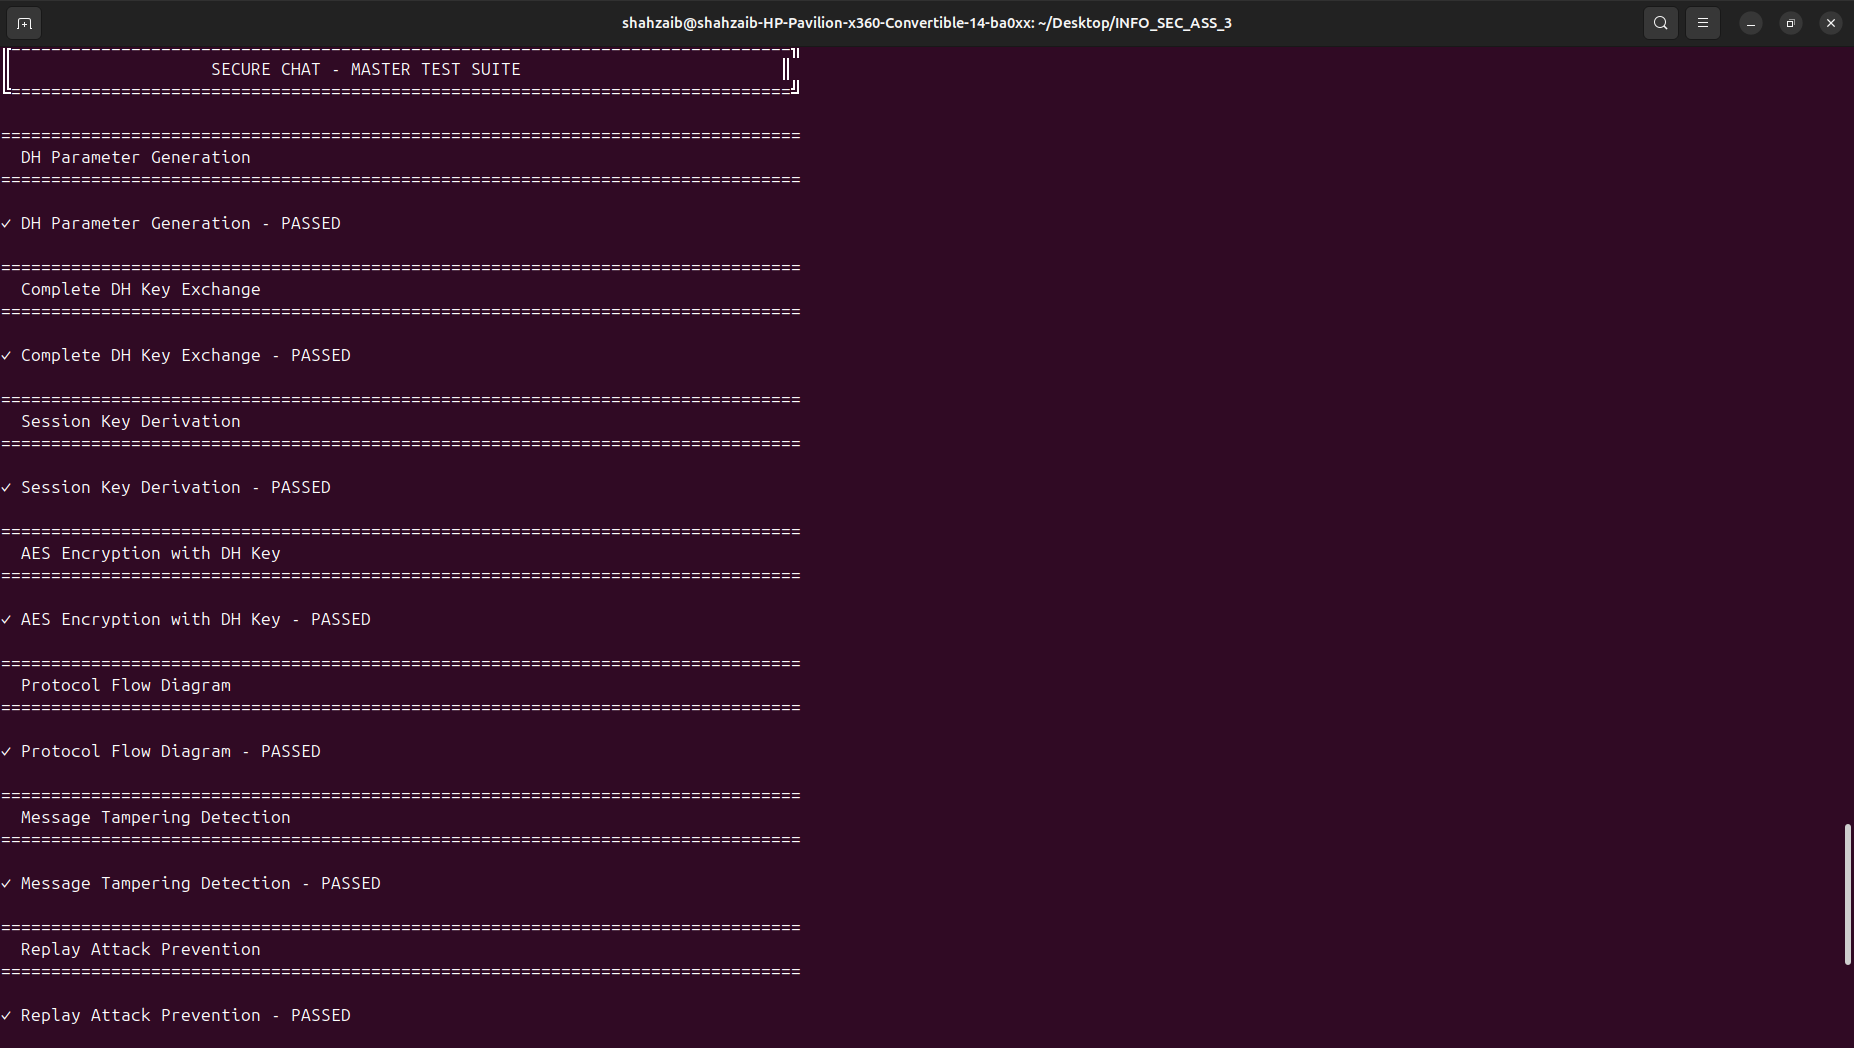 shahzaib@shahzaib-HP-Pavilion-x360-Convertible-14-ba0xx: ~/Desktop/INFO_SEC_ASS_3
╔==============================================================================╗
║                    SECURE CHAT - MASTER TEST SUITE                          ║
╚==============================================================================╝
================================================================================
  DH Parameter Generation
================================================================================
✓ DH Parameter Generation - PASSED
================================================================================
  Complete DH Key Exchange
================================================================================
✓ Complete DH Key Exchange - PASSED
================================================================================
  Session Key Derivation
================================================================================
✓ Session Key Derivation - PASSED
================================================================================
  AES Encryption with DH Key
================================================================================
✓ AES Encryption with DH Key - PASSED
================================================================================
  Protocol Flow Diagram
================================================================================
✓ Protocol Flow Diagram - PASSED
================================================================================
  Message Tampering Detection
================================================================================
✓ Message Tampering Detection - PASSED
================================================================================
  Replay Attack Prevention
================================================================================
✓ Replay Attack Prevention - PASSED